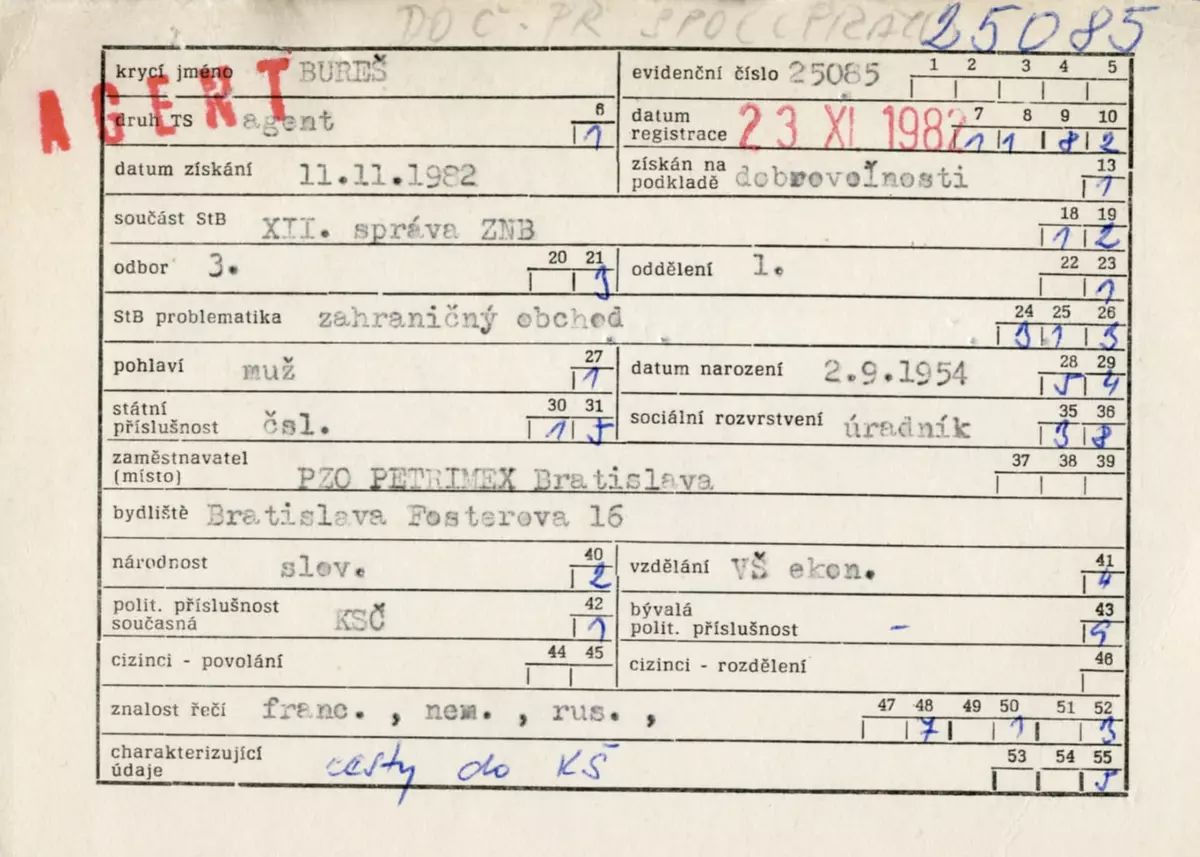 DO Č. PŘ SPOL 25085
AGENT
krycí jméno BUREŠ evidenční číslo 25085 1 2 3 4 5
druh TS agent 6 1 datum registrace 23 XI 1982 7 8 9 10 1 1 8 2
datum získání 11.11.1982 získán na podkladě dobrovoľnosti 13 1
součást StB XII. správa ZNB 18 19 1 2
odbor 3. 20 21 3 oddělení 1. 22 23 1
StB problematika zahraničný obchod 24 25 26 3 1 3
pohlaví muž 27 1 datum narození 2.9.1954 28 29 5 4
státní příslušnost čsl. 30 31 1 5 sociální rozvrstvení úradník 35 36 3 8
zaměstnavatel (místo) PZO PETRIMEX Bratislava 37 38 39
bydliště Bratislava Fosterova 16
národnost slov. 40 2 vzdělání VŠ ekon. 41 4
polit. příslušnost současná KSČ 42 1 bývalá polit. příslušnost - 43 9
cizinci - povolání 44 45 cizinci - rozdělení 46
znalost řečí franc. , nem. , rus. , 47 48 49 50 51 52 7 1 3
charakterizující údaje cesty do KŠ 53 54 55 5